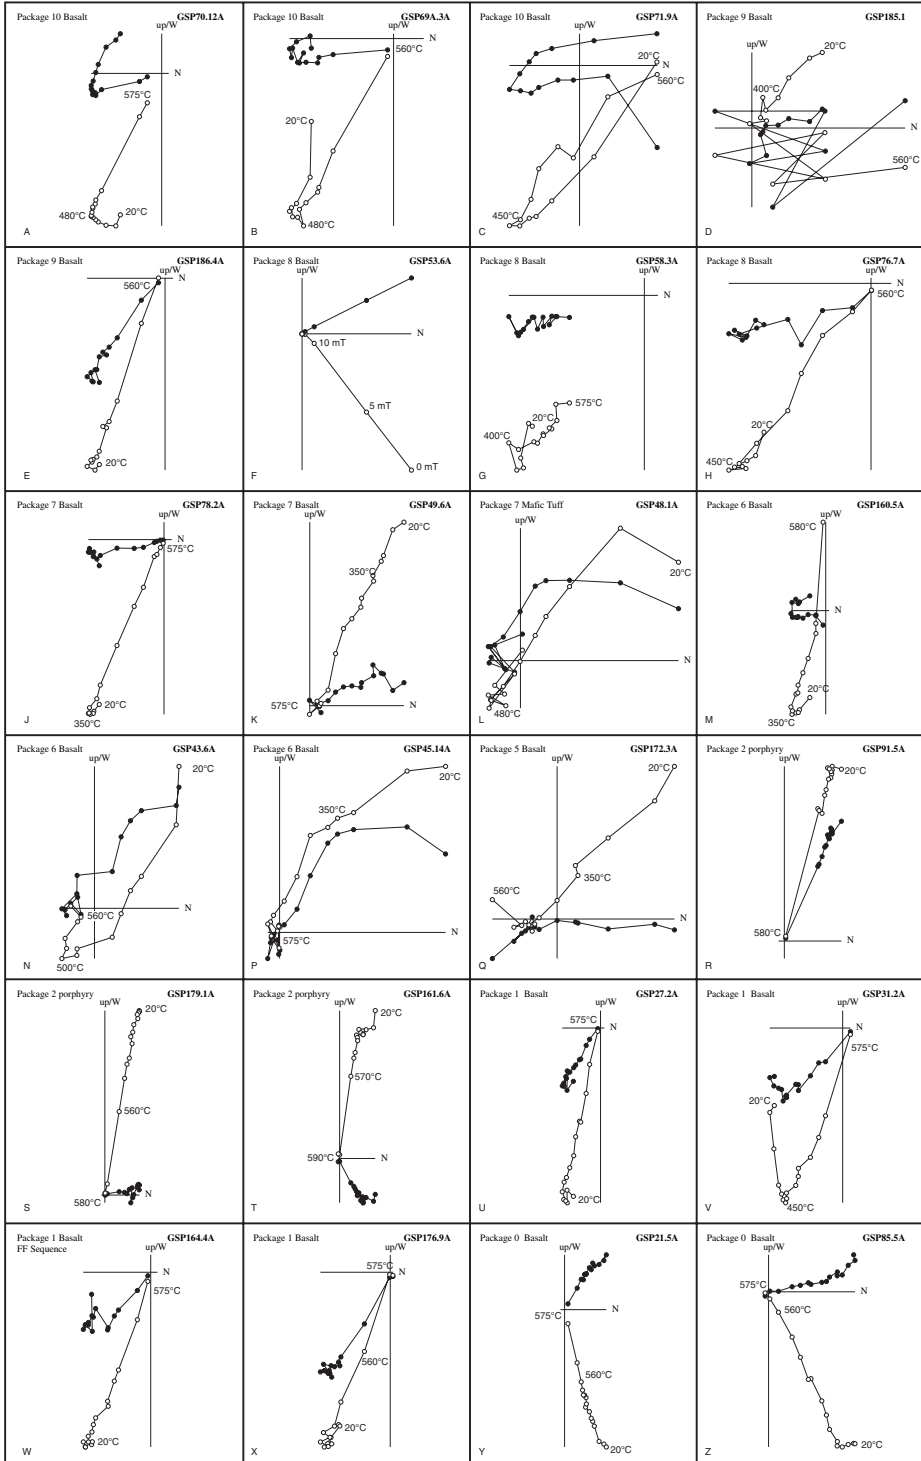 Package 10 Basalt GSP70.12A
up/W
N
575°C
480°C
20°C
A
Package 10 Basalt GSP69A.3A
up/W
N
560°C
20°C
480°C
B
Package 10 Basalt GSP71.9A
up/W
20°C
N
560°C
450°C
C
Package 9 Basalt GSP185.1
up/W
20°C
400°C
N
560°C
D
Package 9 Basalt GSP186.4A
up/W
N
560°C
20°C
E
Package 8 Basalt GSP53.6A
up/W
N
10 mT
5 mT
0 mT
F
Package 8 Basalt GSP58.3A
up/W
N
575°C
20°C
400°C
G
Package 8 Basalt GSP76.7A
up/W
N
560°C
20°C
450°C
H
Package 7 Basalt GSP78.2A
up/W
N
575°C
20°C
350°C
J
Package 7 Basalt GSP49.6A
up/W
20°C
350°C
575°C
N
K
Package 7 Mafic Tuff GSP48.1A
up/W
20°C
N
480°C
L
Package 6 Basalt GSP160.5A
up/W
580°C
N
20°C
350°C
M
Package 6 Basalt GSP43.6A
up/W
20°C
N
560°C
500°C
N
Package 6 Basalt GSP45.14A
up/W
20°C
350°C
N
575°C
P
Package 5 Basalt GSP172.3A
up/W
20°C
350°C
560°C
N
Q
Package 2 porphyry GSP91.5A
up/W
20°C
580°C
N
R
Package 2 porphyry GSP179.1A
up/W
20°C
560°C
N
580°C
S
Package 2 porphyry GSP161.6A
up/W
20°C
570°C
590°C
N
T
Package 1 Basalt GSP27.2A
up/W
575°C
N
20°C
U
Package 1 Basalt GSP31.2A
up/W
N
575°C
20°C
450°C
V
Package 1 Basalt GSP164.4A
FF Sequence
up/W
N
575°C
20°C
W
Package 1 Basalt GSP176.9A
up/W
575°C
N
560°C
20°C
X
Package 0 Basalt GSP21.5A
up/W
N
575°C
560°C
20°C
Y
Package 0 Basalt GSP85.5A
up/W
575°C
N
560°C
20°C
Z